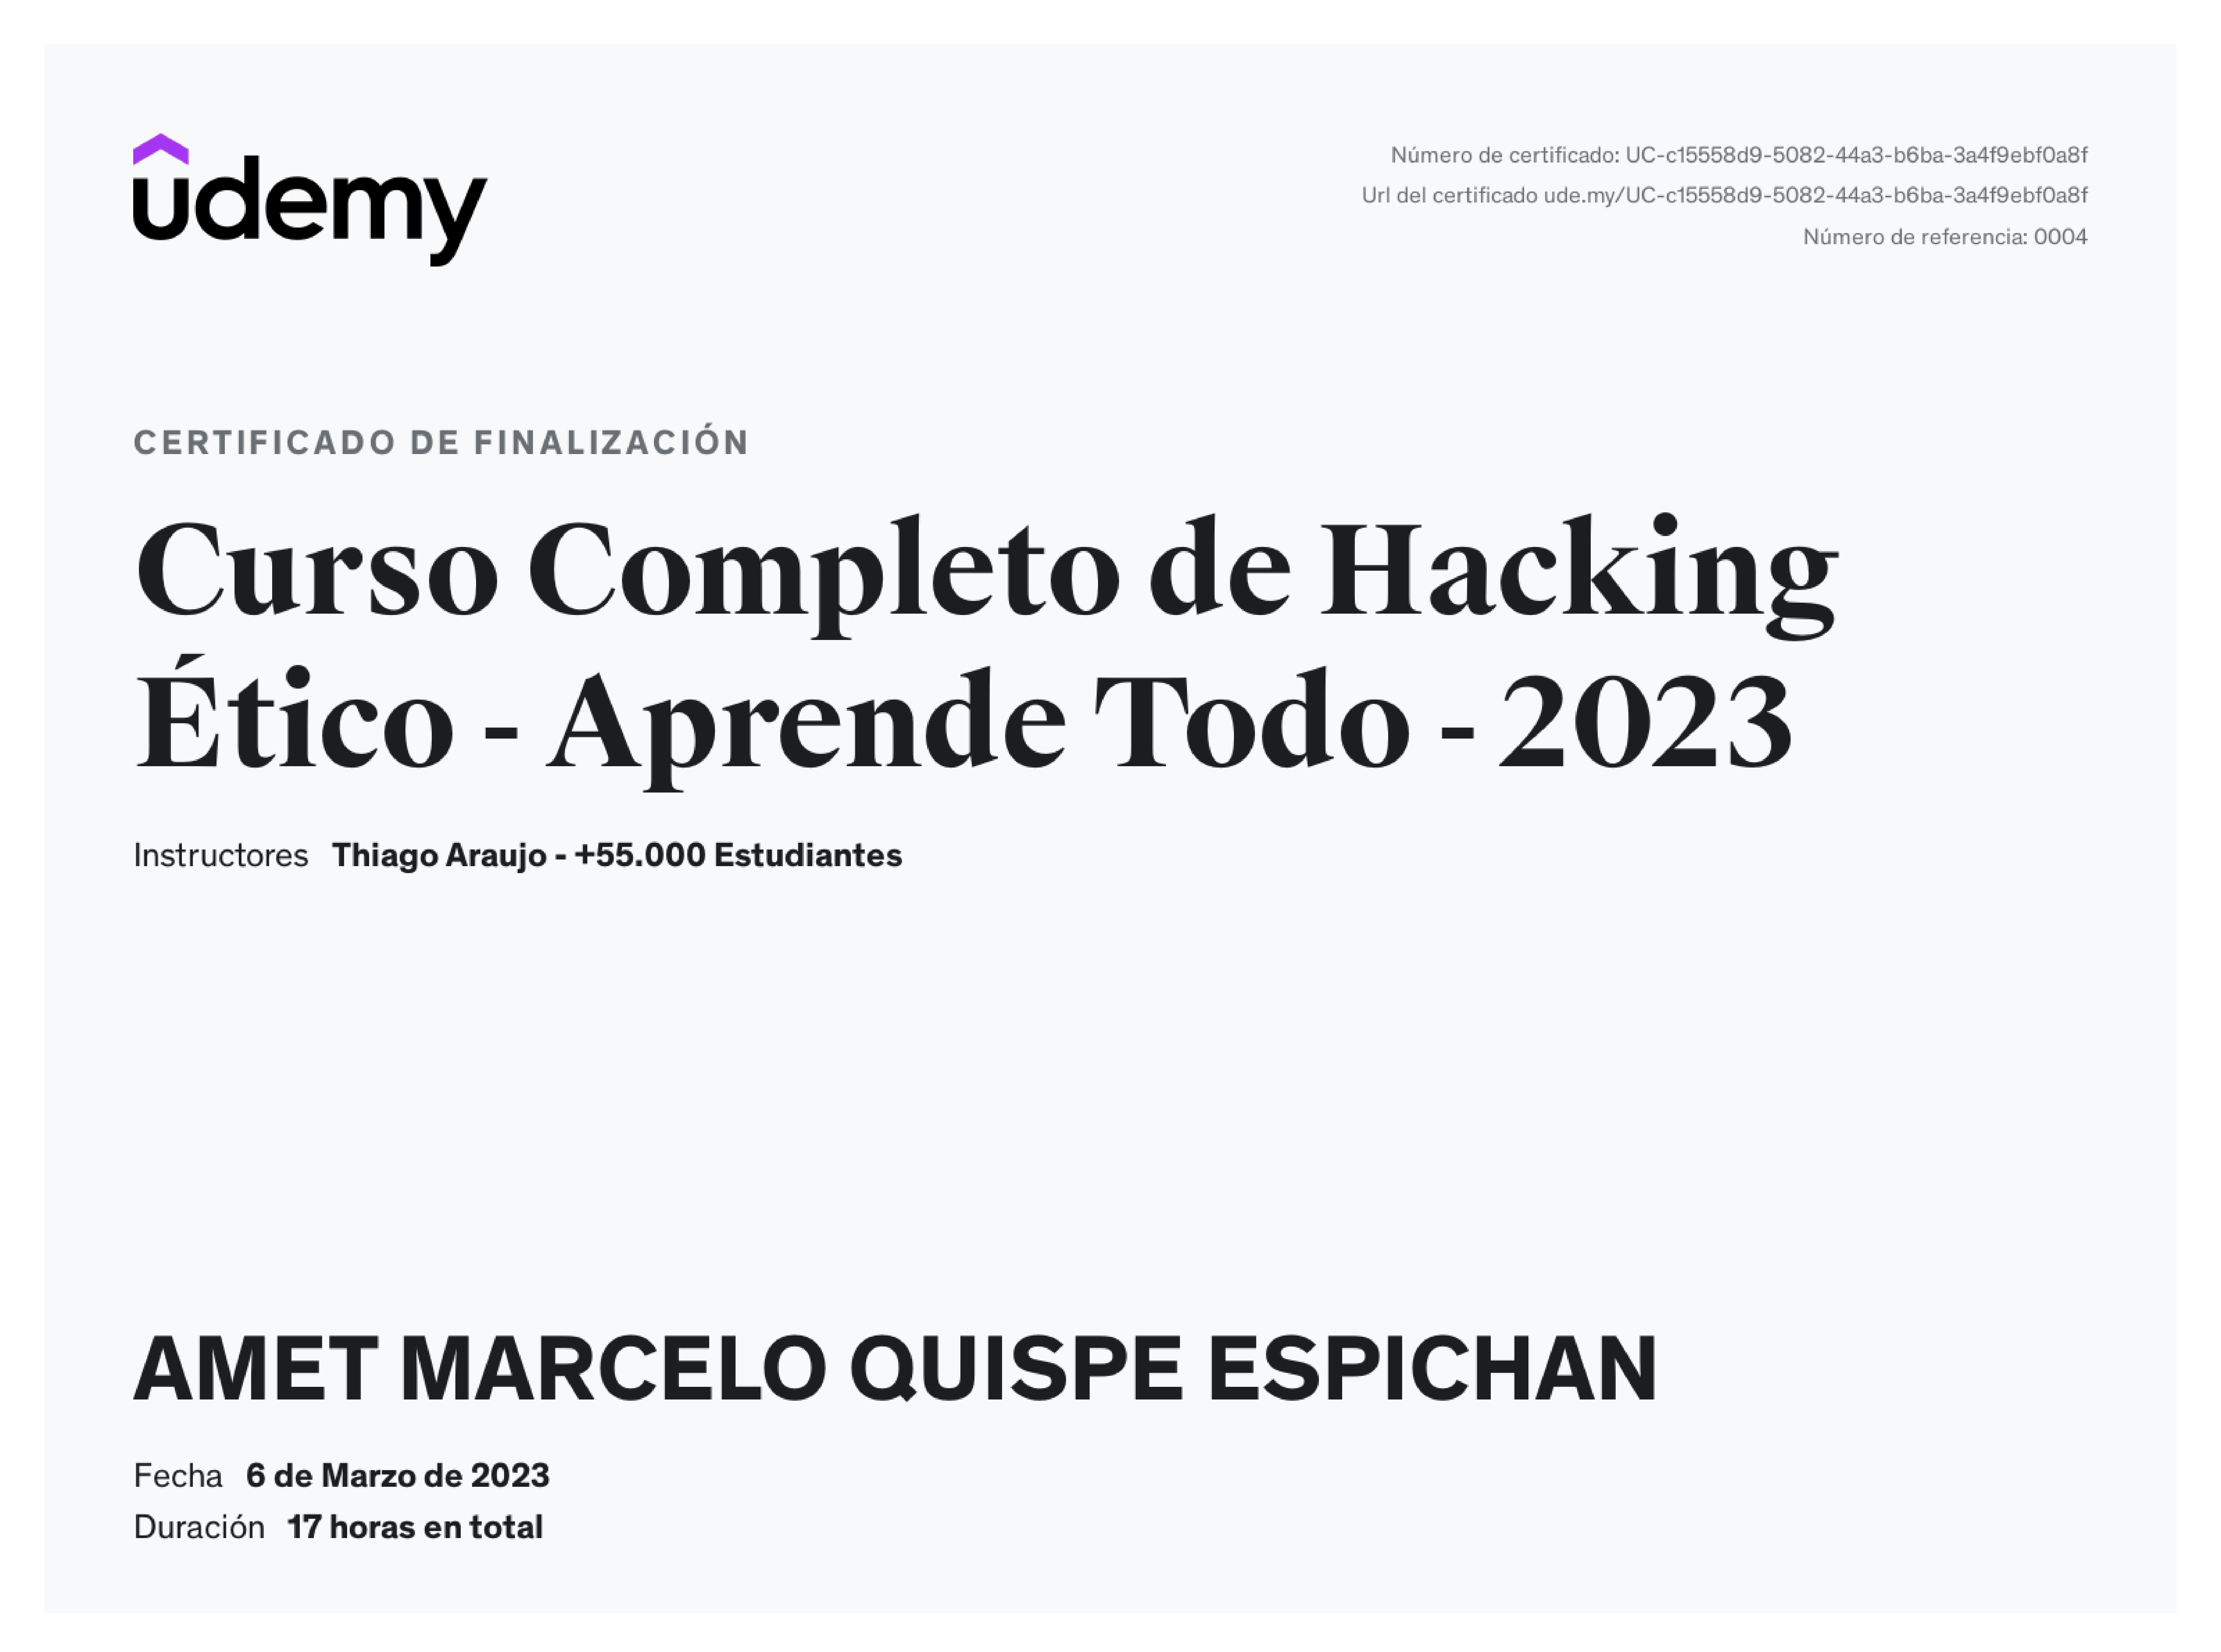 udemy
Número de certificado: UC-c15558d9-5082-44a3-b6ba-3a4f9ebf0a8f
Url del certificado ude.my/UC-c15558d9-5082-44a3-b6ba-3a4f9ebf0a8f
Número de referencia: 0004
CERTIFICADO DE FINALIZACIÓN
Curso Completo de Hacking
Ético - Aprende Todo - 2023
Instructores Thiago Araujo - +55.000 Estudiantes
AMET MARCELO QUISPE ESPICHAN
Fecha 6 de Marzo de 2023
Duración 17 horas en total